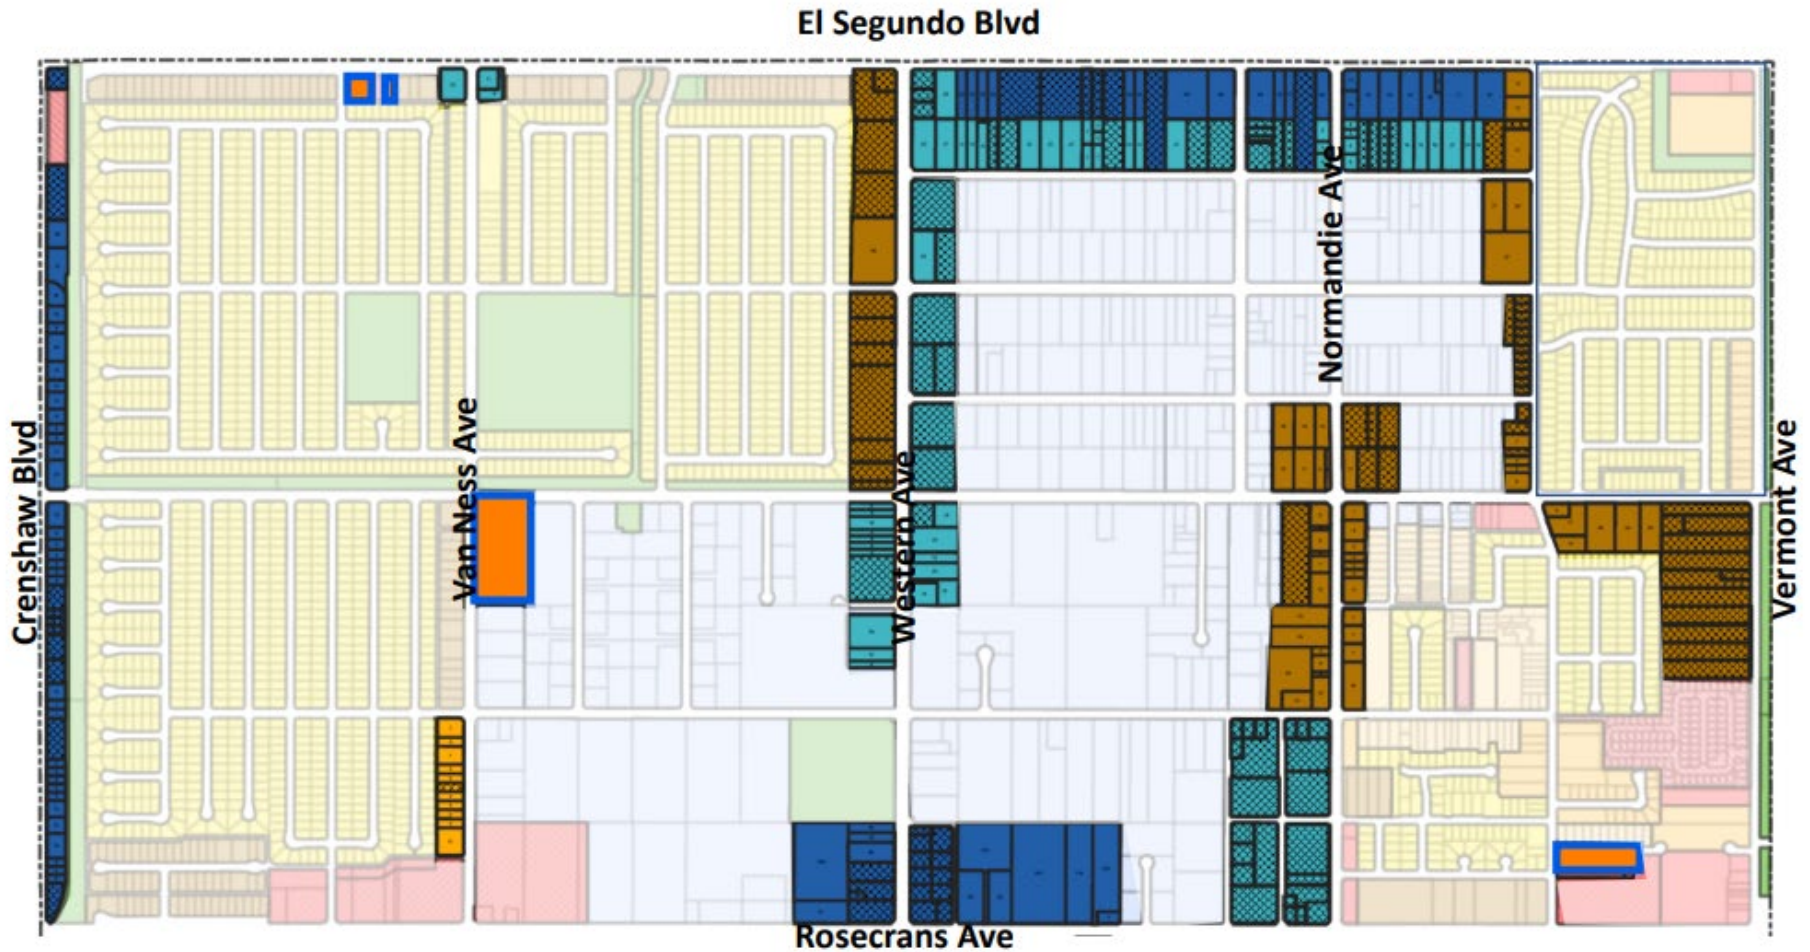 El Segundo Blvd
Crenshaw Blvd
Van Ness Ave
Western Ave
Normandie Ave
Vermont Ave
Rosecrans Ave